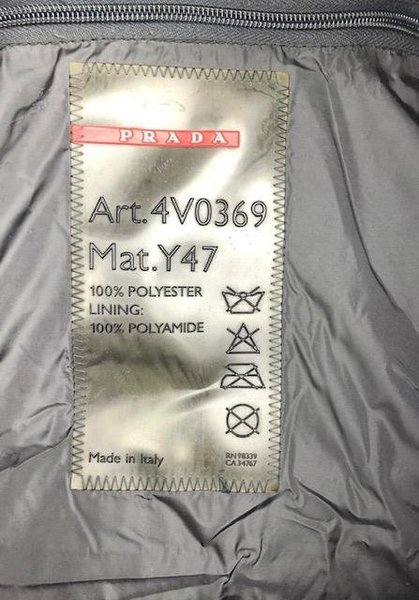 PRADA
Art.4V0369
Mat.Y47
100% POLYESTER
LINING:
100% POLYAMIDE
Made in Italy
RN 98339
CA 34767